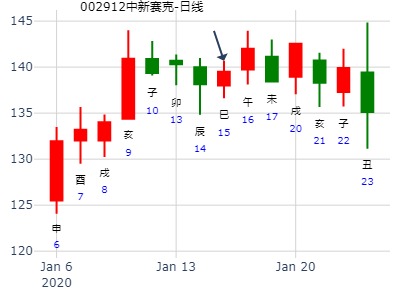 002912中新赛克-日线
145
140
135
130
125
120
申
6
酉
7
戌
8
亥
9
子
10
卯
13
辰
14
巳
15
午
16
未
17
戌
20
亥
21
子
22
丑
23
Jan 6
2020
Jan 13
Jan 20